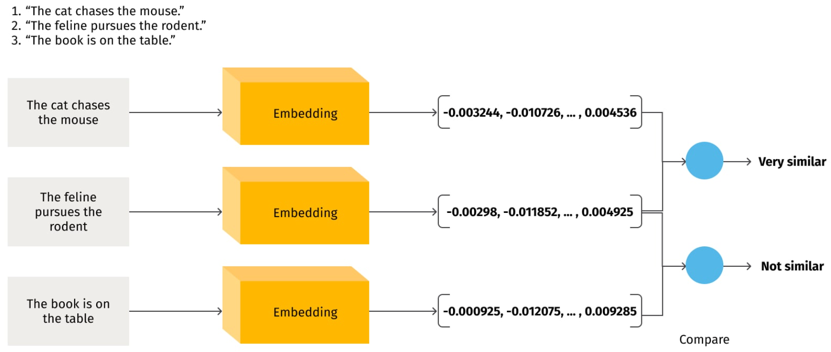 1. “The cat chases the mouse.”
2. “The feline pursues the rodent.”
3. “The book is on the table.”
The cat chases
the mouse
Embedding
-0.003244, -0.010726, ... , 0.004536
Very similar
The feline
pursues the
rodent
Embedding
-0.00298, -0.011852, ... , 0.004925
Not similar
The book is on
the table
Embedding
-0.000925, -0.012075, ... , 0.009285
Compare